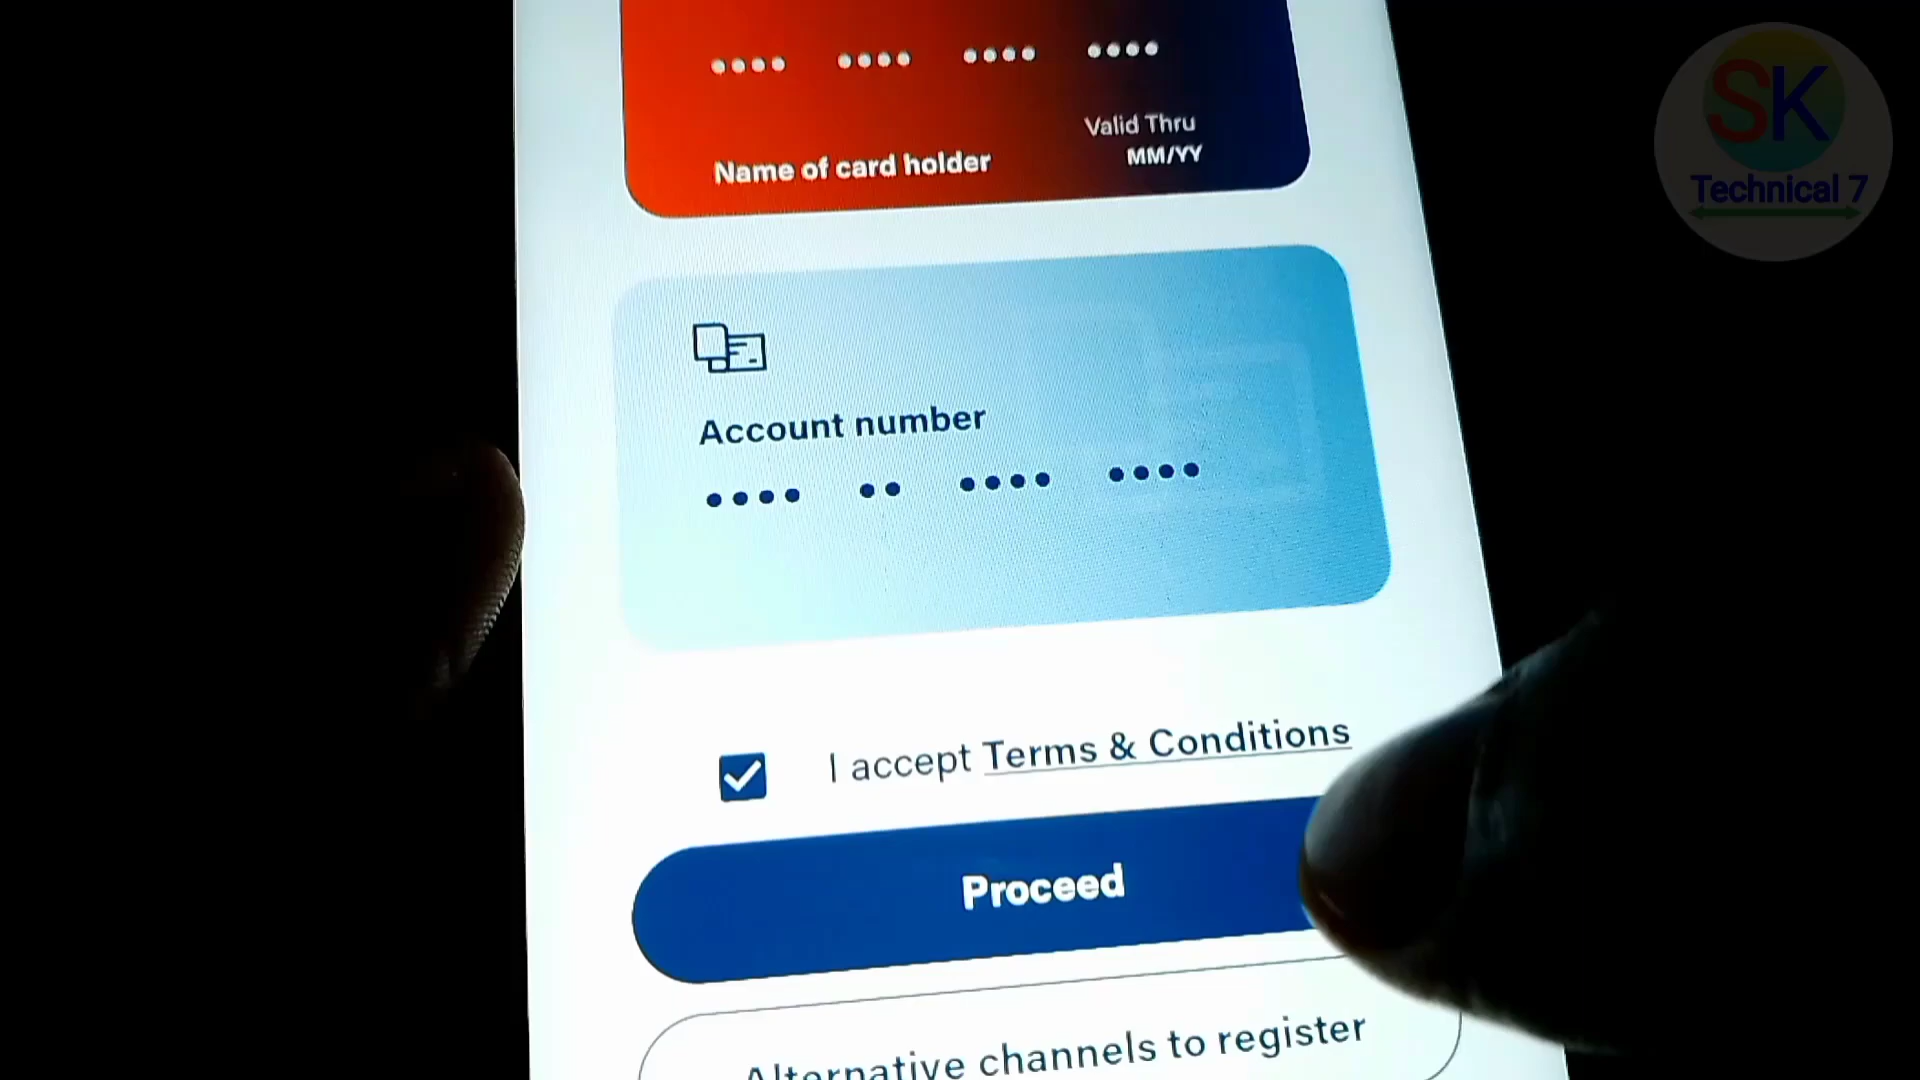 Valid Thru
MM/YY
Name of card holder
Account number
I accept Terms & Conditions
Proceed
Alternative channels to register
SK
Technical 7